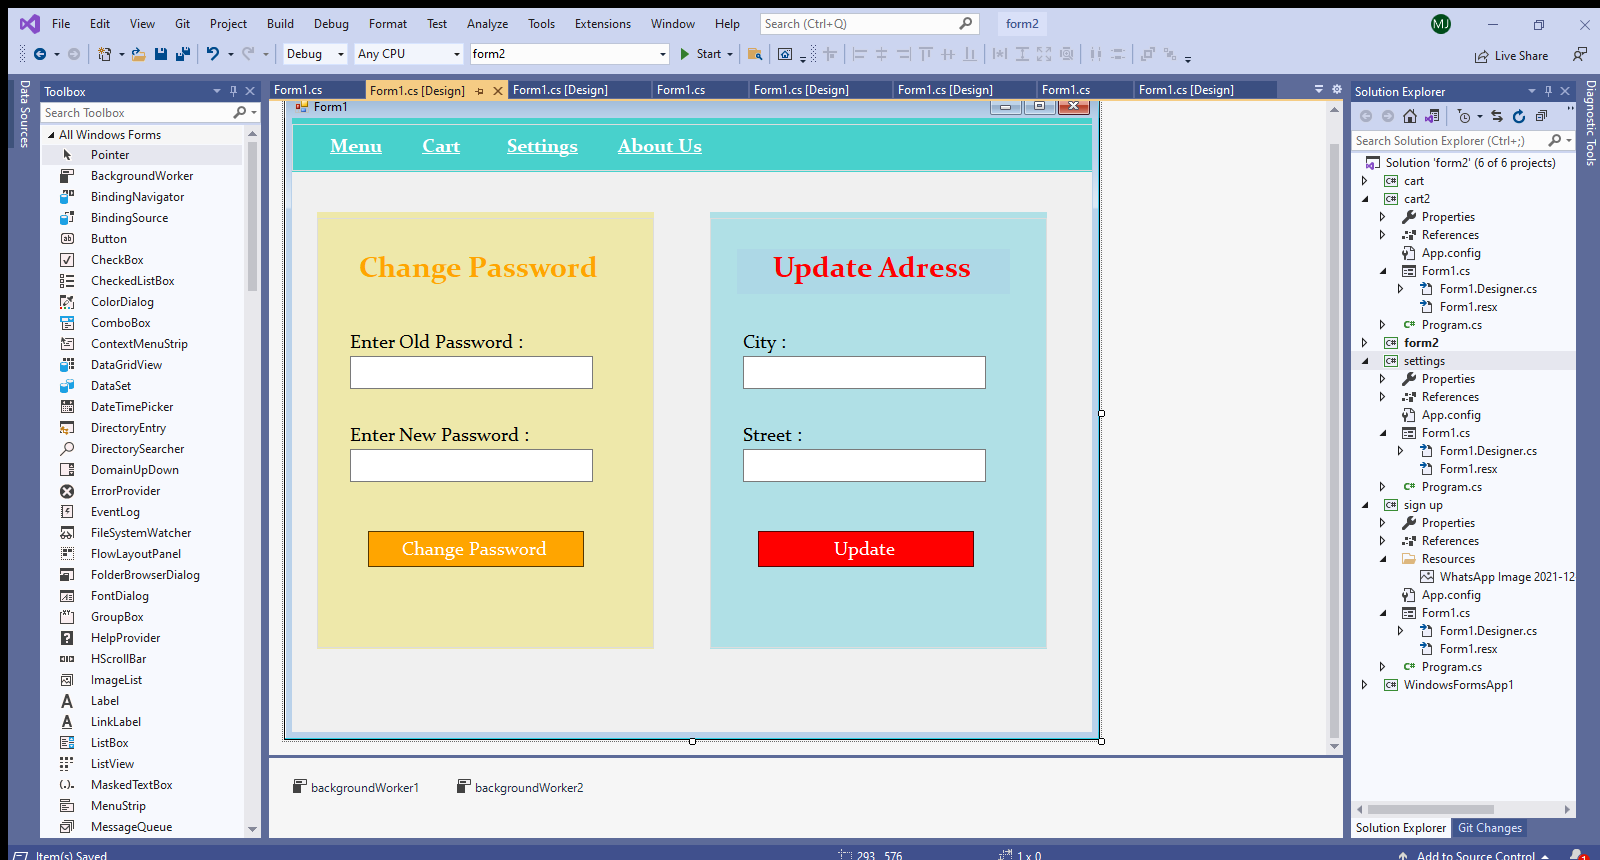 File Edit View Git Project Build Debug Format Test Analyze Tools Extensions Window Help Search (Ctrl+Q) form2 MJ
Debug Any CPU form2 Start Live Share
Data Sources
Toolbox
Search Toolbox
All Windows Forms
Pointer
BackgroundWorker
BindingNavigator
BindingSource
Button
CheckBox
CheckedListBox
ColorDialog
ComboBox
ContextMenuStrip
DataGridView
DataSet
DateTimePicker
DirectoryEntry
DirectorySearcher
DomainUpDown
ErrorProvider
EventLog
FileSystemWatcher
FlowLayoutPanel
FolderBrowserDialog
FontDialog
GroupBox
HelpProvider
HScrollBar
ImageList
Label
LinkLabel
ListBox
ListView
MaskedTextBox
MenuStrip
MessageQueue
Form1.cs Form1.cs [Design] Form1.cs [Design] Form1.cs Form1.cs [Design] Form1.cs [Design] Form1.cs Form1.cs [Design]
Form1
Menu Cart Settings About Us
Change Password
Enter Old Password :
Enter New Password :
Change Password
Update Adress
City :
Street :
Update
backgroundWorker1 backgroundWorker2
Solution Explorer
Search Solution Explorer (Ctrl+;)
Solution 'form2' (6 of 6 projects)
cart
cart2
Properties
References
App.config
Form1.cs
Form1.Designer.cs
Form1.resx
Program.cs
form2
settings
Properties
References
App.config
Form1.cs
Form1.Designer.cs
Form1.resx
Program.cs
sign up
Properties
References
Resources
WhatsApp Image 2021-12
App.config
Form1.cs
Form1.Designer.cs
Form1.resx
Program.cs
WindowsFormsApp1
Solution Explorer Git Changes
Diagnostic Tools
Item(s) Saved 293 , 576 1 x 0 Add to Source Control 1